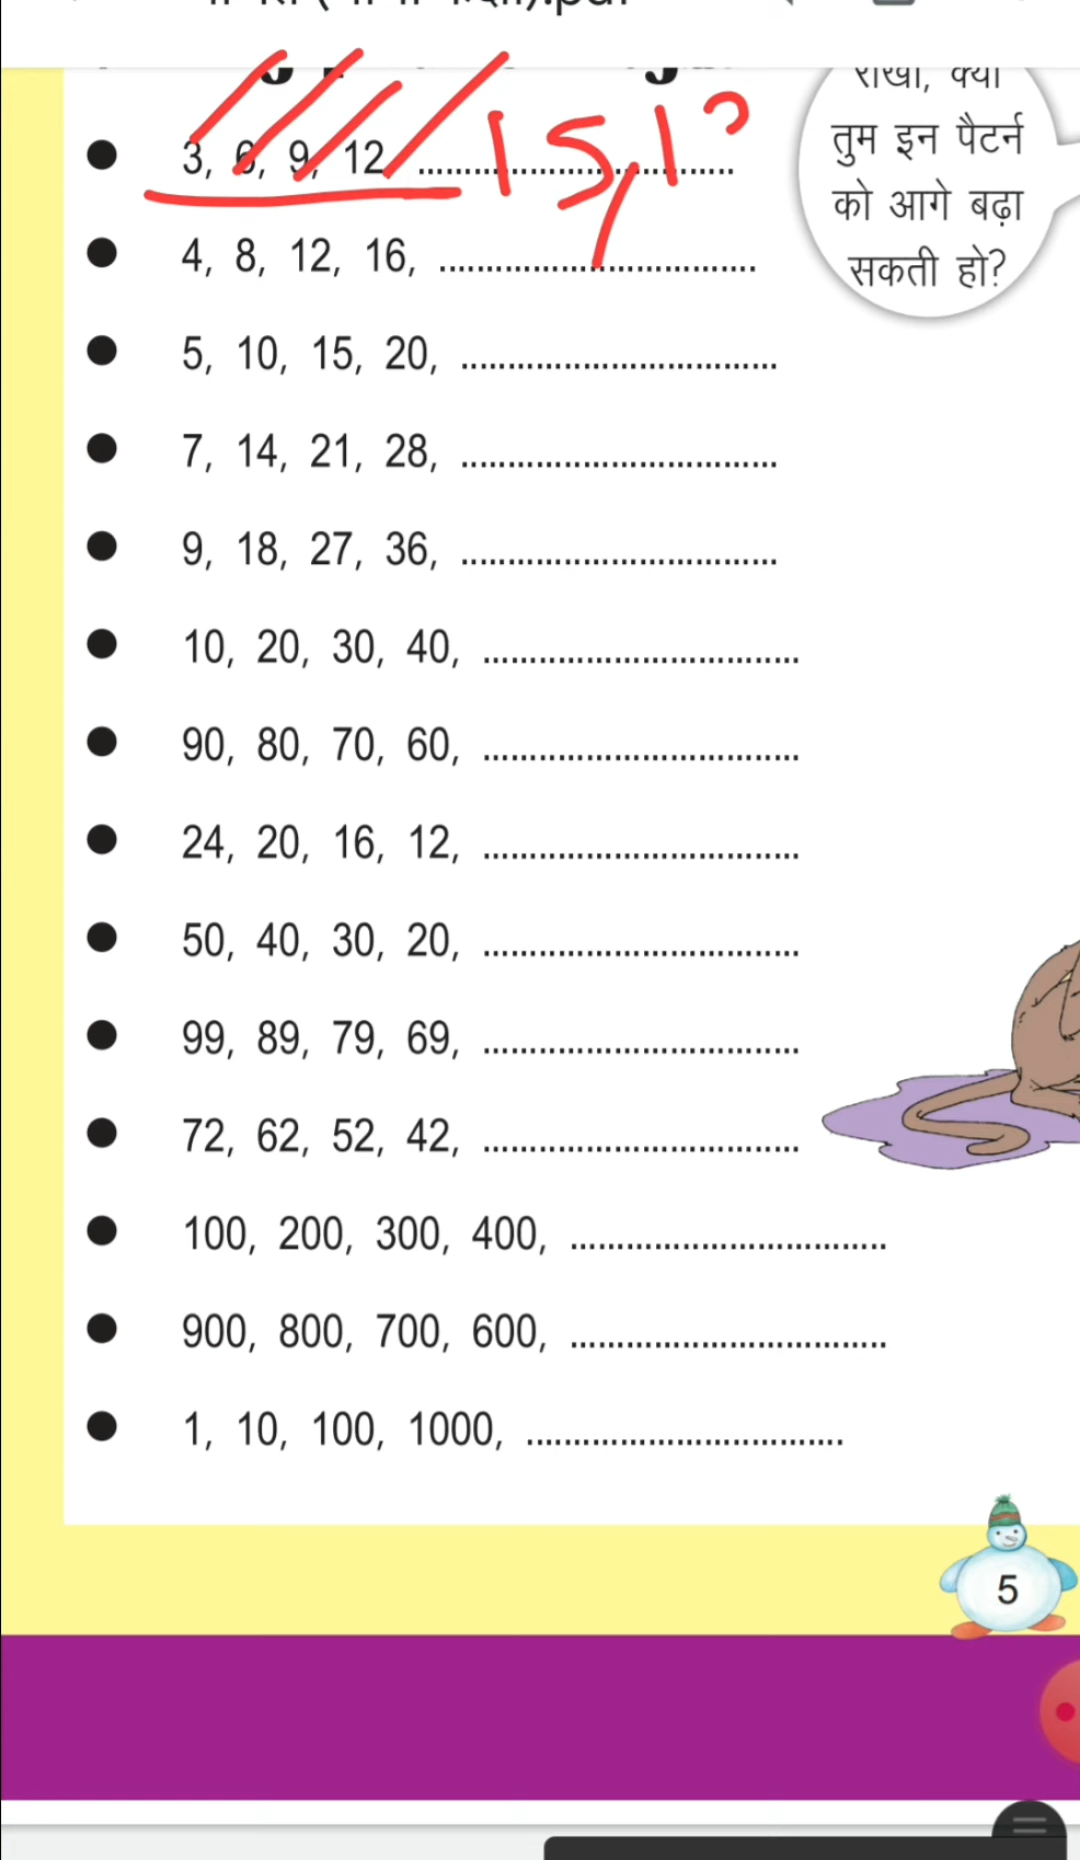 राखी, क्या
तुम इन पैटर्न
को आगे बढ़ा
सकती हो?
3, 6, 9, 12, .................................. 15, 1
4, 8, 12, 16, ..................................
5, 10, 15, 20, ..................................
7, 14, 21, 28, ..................................
9, 18, 27, 36, ..................................
10, 20, 30, 40, ..................................
90, 80, 70, 60, ..................................
24, 20, 16, 12, ..................................
50, 40, 30, 20, ..................................
99, 89, 79, 69, ..................................
72, 62, 52, 42, ..................................
100, 200, 300, 400, ..................................
900, 800, 700, 600, ..................................
1, 10, 100, 1000, ..................................
5